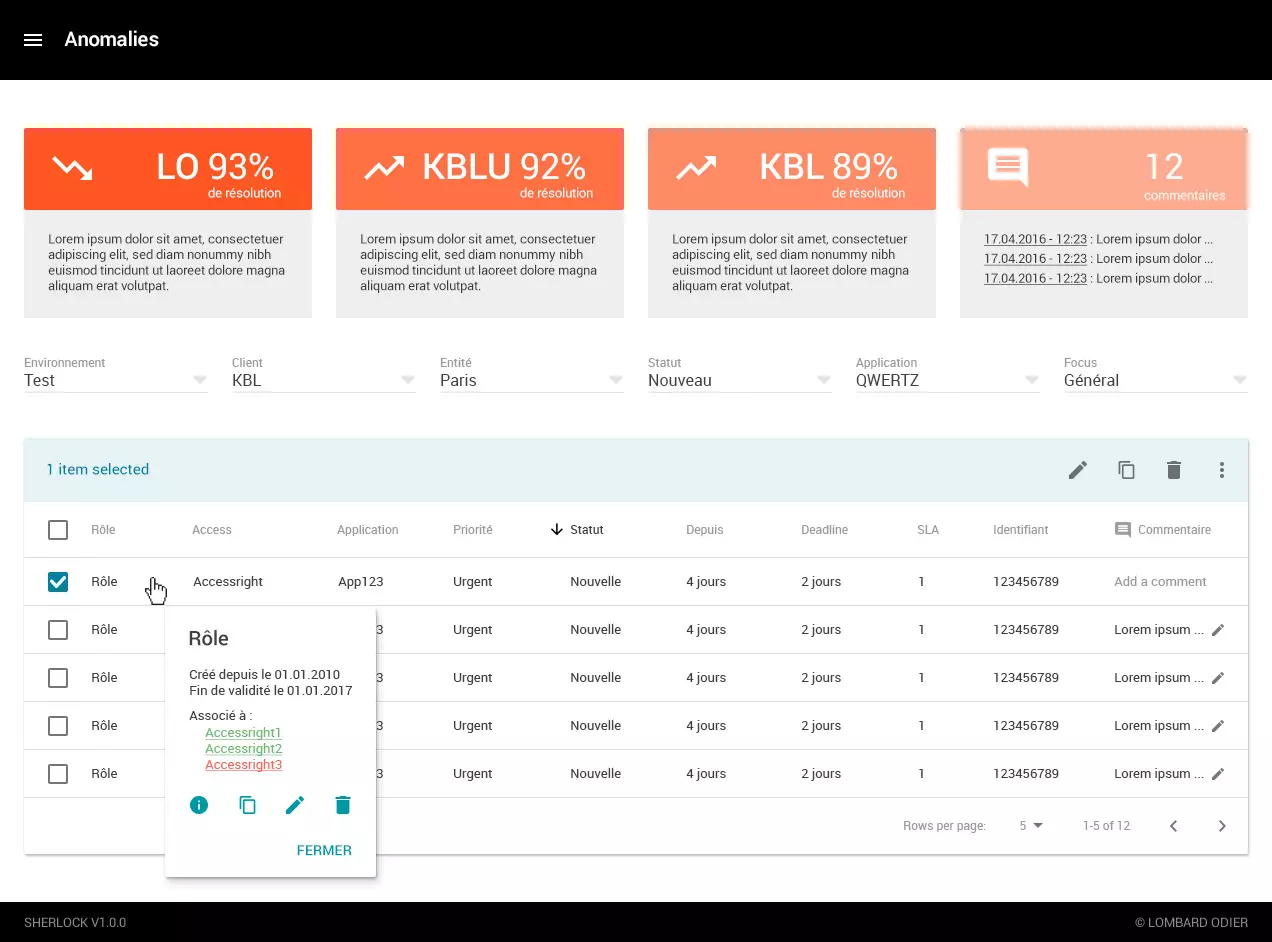 Anomalies
LO 93%
de résolution
KBLU 92%
de résolution
KBL 89%
de résolution
12
commentaires
Lorem ipsum dolor sit amet, consectetuer
adipiscing elit, sed diam nonummy nibh
euismod tincidunt ut laoreet dolore magna
aliquam erat volutpat.
Lorem ipsum dolor sit amet, consectetuer
adipiscing elit, sed diam nonummy nibh
euismod tincidunt ut laoreet dolore magna
aliquam erat volutpat.
Lorem ipsum dolor sit amet, consectetuer
adipiscing elit, sed diam nonummy nibh
euismod tincidunt ut laoreet dolore magna
aliquam erat volutpat.
17.04.2016 - 12:23 : Lorem ipsum dolor ...
17.04.2016 - 12:23 : Lorem ipsum dolor ...
17.04.2016 - 12:23 : Lorem ipsum dolor ...
Environnement
Test
Client
KBL
Entité
Paris
Statut
Nouveau
Application
QWERTZ
Focus
Général
1 item selected
Rôle Access Application Priorité Statut Depuis Deadline SLA Identifiant Commentaire
Rôle Accessright App123 Urgent Nouvelle 4 jours 2 jours 1 123456789 Add a comment
Rôle 3 Urgent Nouvelle 4 jours 2 jours 1 123456789 Lorem ipsum ...
Rôle 3 Urgent Nouvelle 4 jours 2 jours 1 123456789 Lorem ipsum ...
Rôle 3 Urgent Nouvelle 4 jours 2 jours 1 123456789 Lorem ipsum ...
Rôle 3 Urgent Nouvelle 4 jours 2 jours 1 123456789 Lorem ipsum ...
Rôle
Créé depuis le 01.01.2010
Fin de validité le 01.01.2017
Associé à :
Accessright1
Accessright2
Accessright3
FERMER
Rows per page: 5 1-5 of 12
SHERLOCK V1.0.0
© LOMBARD ODIER